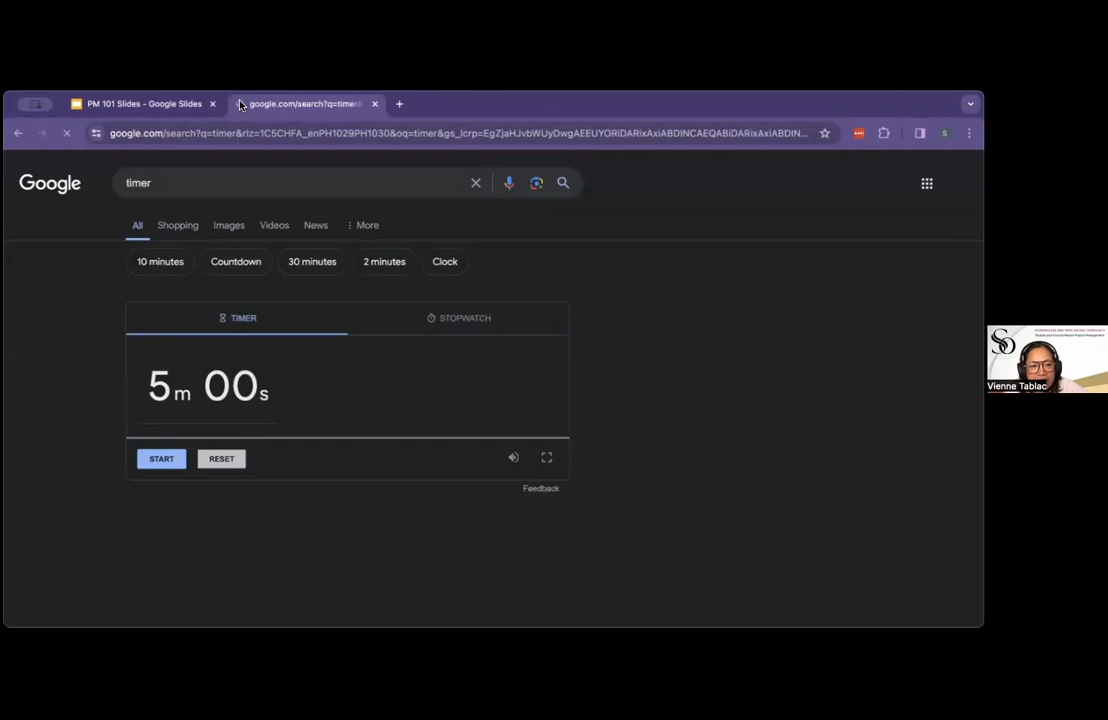 PM 101 Slides - Google Slides
google.com/search?q=timer&
google.com/search?q=timer&rlz=1C5CHFA_enPH1029PH1030&oq=timer&gs_lcrp=EgZjaHJvbWUyDwgAEEUYORiDARixAxiABDINCAEQABiDARixAxiABDIN...
S
Google
timer
All
Shopping
Images
Videos
News
More
10 minutes
Countdown
30 minutes
2 minutes
Clock
TIMER
STOPWATCH
5m 00s
START
RESET
Feedback
SO
Vienne Tablac